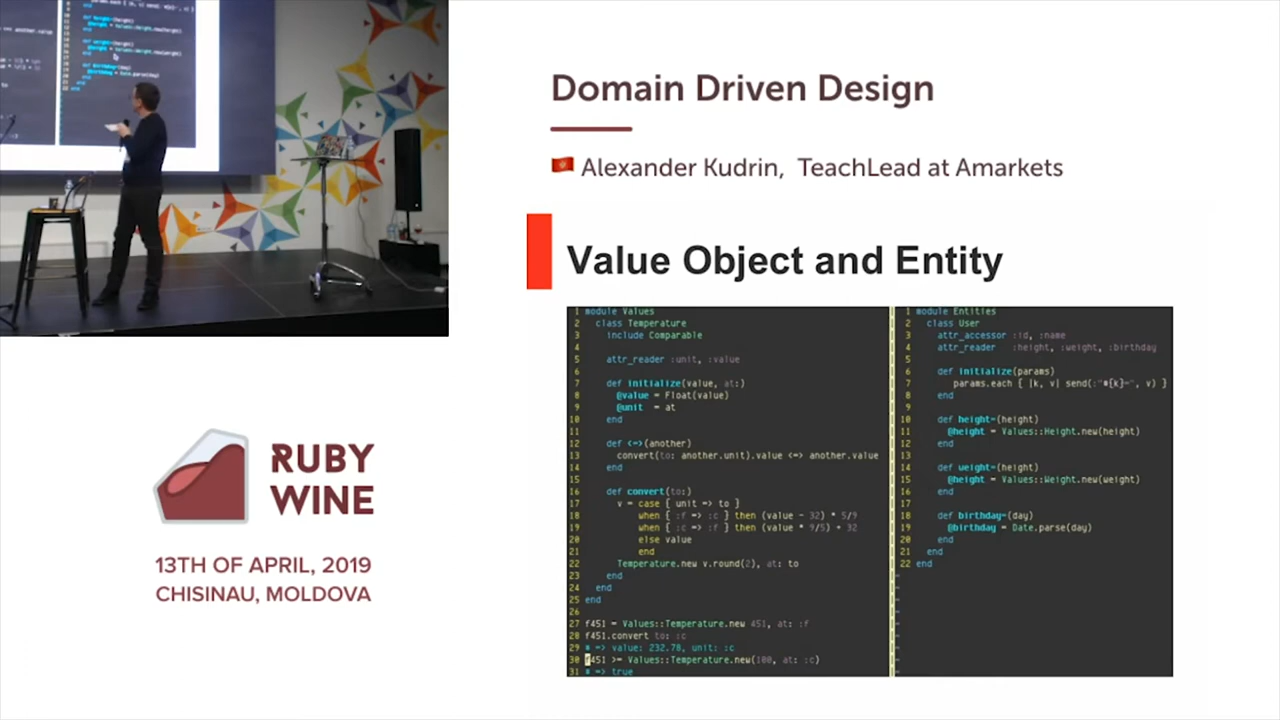 Domain Driven Design
Alexander Kudrin, TeachLead at Amarkets
Value Object and Entity
1 module Values
2 class Temperature
3 include Comparable
4
5 attr_reader :unit, :value
6
7 def initialize(value, at:)
8 @value = Float(value)
9 @unit = at
10 end
11
12 def <=>(another)
13 convert(to: another.unit).value <=> another.value
14 end
15
16 def convert(to:)
17 v = case { unit => to }
18 when { :f => :c } then (value - 32) * 5/9
19 when { :c => :f } then (value * 9/5) + 32
20 else value
21 end
22 Temperature.new v.round(2), at: to
23 end
24 end
25 end
26
27 f451 = Values::Temperature.new 451, at: :f
28 f451.convert to: :c
29 # => value: 232.78, unit: :c
30 f451 >= Values::Temperature.new(100, at: :c)
31 # => true
1 module Entities
2 class User
3 attr_accessor :id, :name
4 attr_reader :height, :weight, :birthday
5
6 def initialize(params)
7 params.each { |k, v| send(:"#{k}=", v) }
8 end
9
10 def height=(height)
11 @height = Values::Height.new(height)
12 end
13
14 def weight=(height)
15 @height = Values::Weight.new(weight)
16 end
17
18 def birthday=(day)
19 @birthday = Date.parse(day)
20 end
21 end
22 end
RUBY
WINE
13TH OF APRIL, 2019
CHISINAU, MOLDOVA